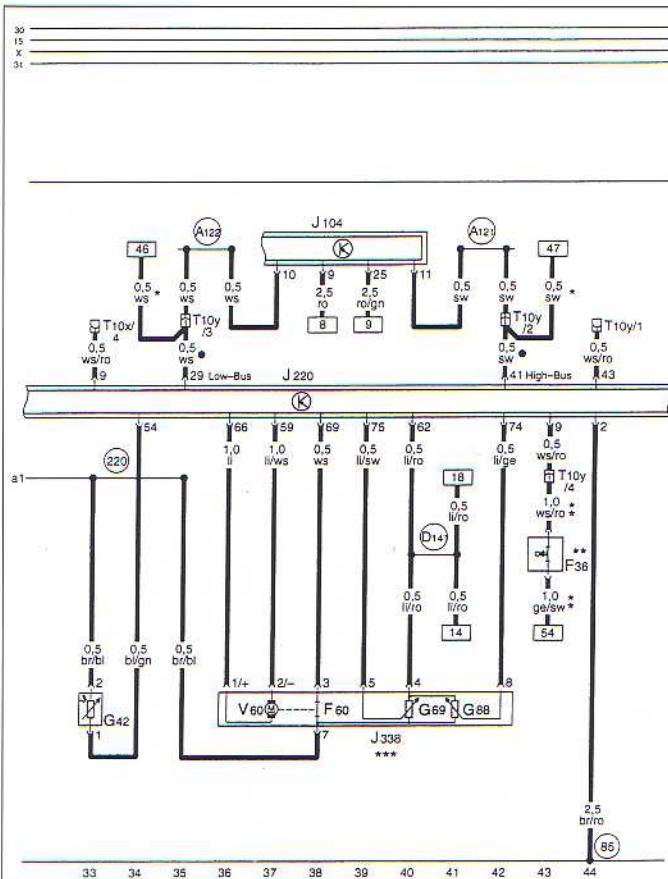 30
15
X
31
A122
J104
A121
46
47
10 9 25 11
0,5 ws *
0,5 ws
0,5 ws
2,5 ro
2,5 ro/gn
0,5 sw
0,5 sw
0,5 sw *
T10x/4
T10y/3
8
9
T10y/2
T10y/1
0,5 ws/ro
0,5 ws
0,5 sw
0,5 ws/ro
9
29 Low-Bus
J220
41 High-Bus
43
54 66 59 69 75 62 74 9 2
220
1,0 li
1,0 li/ws
0,5 ws
0,5 li/sw
0,5 li/ro
0,5 li/ge
0,5 ws/ro
a1
18
T10y/4
0,5 li/ro
1,0 ws/ro *
*
D141
**
F36
0,5 li/ro
0,5 li/ro
1,0 ge/sw *
*
14
54
0,5 br/bl
0,5 bl/gn
0,5 br/bl
2
1/+ 2/- 3 5 4 8
G42
V60 M F60 G69 G88
1
7
J338
***
2,5 br/ro
85
33 34 35 36 37 38 39 40 41 42 43 44